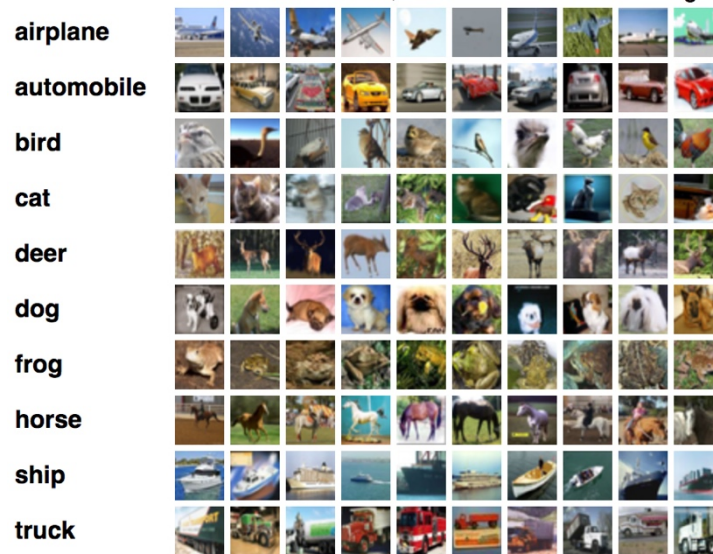 airplane
automobile
bird
cat
deer
dog
frog
horse
ship
truck